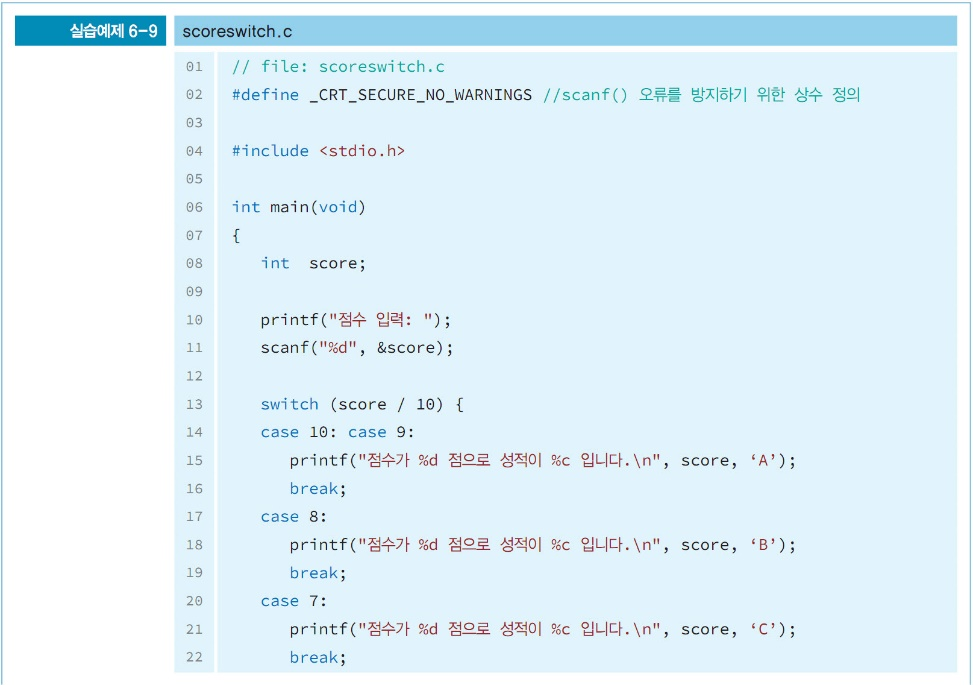 실습예제 6-9 scoreswitch.c
01 // file: scoreswitch.c
02 #define _CRT_SECURE_NO_WARNINGS //scanf() 오류를 방지하기 위한 상수 정의
03
04 #include <stdio.h>
05
06 int main(void)
07 {
08 int score;
09
10 printf("점수 입력: ");
11 scanf("%d", &score);
12
13 switch (score / 10) {
14 case 10: case 9:
15 printf("점수가 %d 점으로 성적이 %c 입니다.\n", score, ‘A’);
16 break;
17 case 8:
18 printf("점수가 %d 점으로 성적이 %c 입니다.\n", score, ‘B’);
19 break;
20 case 7:
21 printf("점수가 %d 점으로 성적이 %c 입니다.\n", score, ‘C’);
22 break;